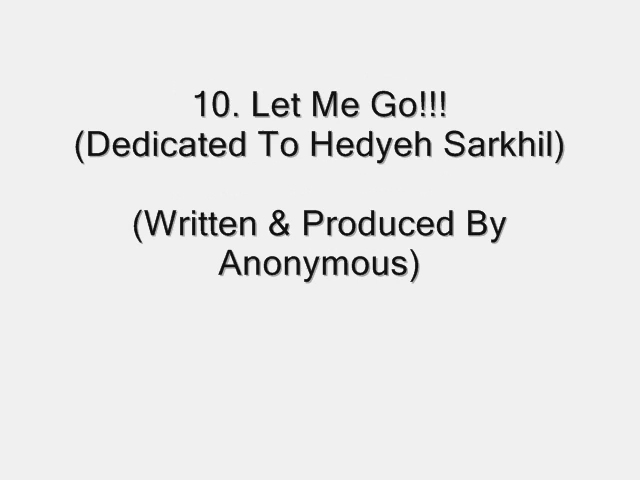 10. Let Me Go!!!
(Dedicated To Hedyeh Sarkhil)
(Written & Produced By
Anonymous)